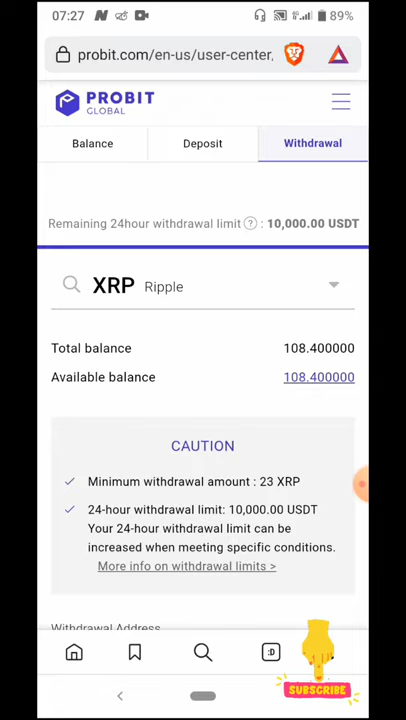 07:27
89%
probit.com/en-us/user-center,
PROBIT
GLOBAL
Balance
Deposit
Withdrawal
Remaining 24hour withdrawal limit ? : 10,000.00 USDT
XRP Ripple
Total balance 108.400000
Available balance 108.400000
CAUTION
Minimum withdrawal amount : 23 XRP
24-hour withdrawal limit: 10,000.00 USDT
Your 24-hour withdrawal limit can be
increased when meeting specific conditions.
More info on withdrawal limits >
Withdrawal Address
:D
SUBSCRIBE